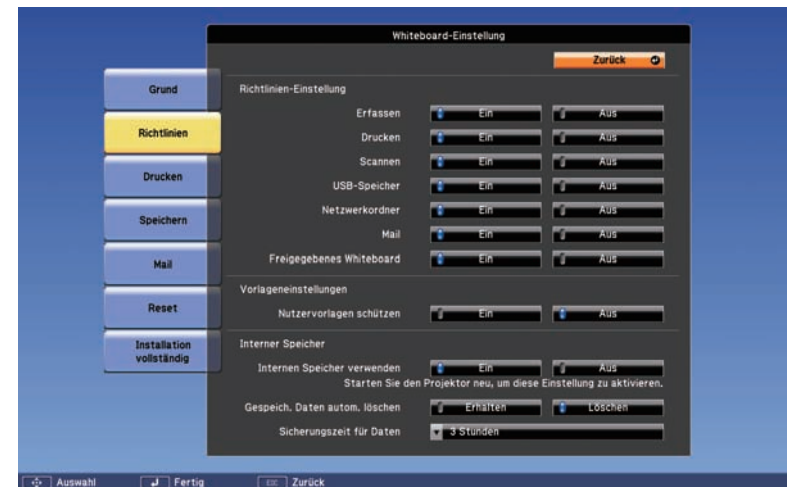 Whiteboard-Einstellung
Zurück
Grund
Richtlinien
Drucken
Speichern
Mail
Reset
Installation
vollständig
Richtlinien-Einstellung
Erfassen Ein Aus
Drucken Ein Aus
Scannen Ein Aus
USB-Speicher Ein Aus
Netzwerkordner Ein Aus
Mail Ein Aus
Freigegebenes Whiteboard Ein Aus
Vorlageneinstellungen
Nutzervorlagen schützen Ein Aus
Interner Speicher
Internen Speicher verwenden Ein Aus
Starten Sie den Projektor neu, um diese Einstellung zu aktivieren.
Gespeich. Daten autom. löschen Erhalten Löschen
Sicherungszeit für Daten 3 Stunden
Auswahl Fertig ESC Zurück